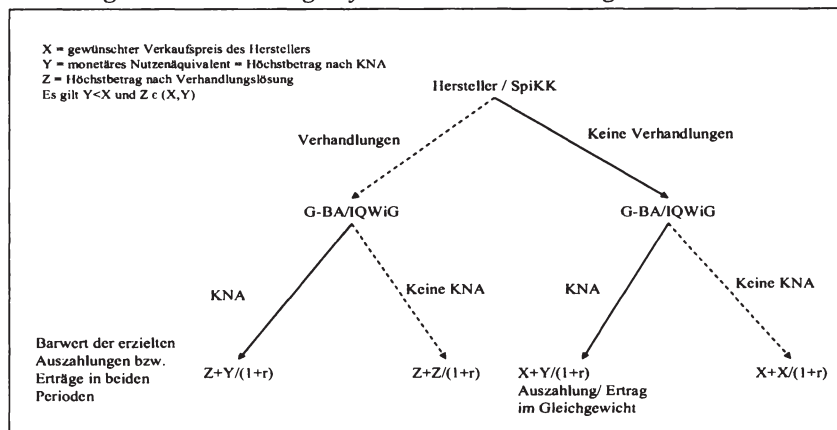 X = gewünschter Verkaufspreis des Herstellers
Y = monetäres Nutzenäquivalent = Höchstbetrag nach KNA
Z = Höchstbetrag nach Verhandlungslösung
Es gilt Y<X und Z c (X,Y)
Hersteller / SpiKK
Verhandlungen
Keine Verhandlungen
G-BA/IQWiG
G-BA/IQWiG
KNA
Keine KNA
KNA
Keine KNA
Barwert der erzielten
Auszahlungen bzw.
Erträge in beiden
Perioden
Z+Y/(1+r)
Z+Z/(1+r)
X+Y/(1+r)
X+X/(1+r)
Auszahlung/ Ertrag
im Gleichgewicht